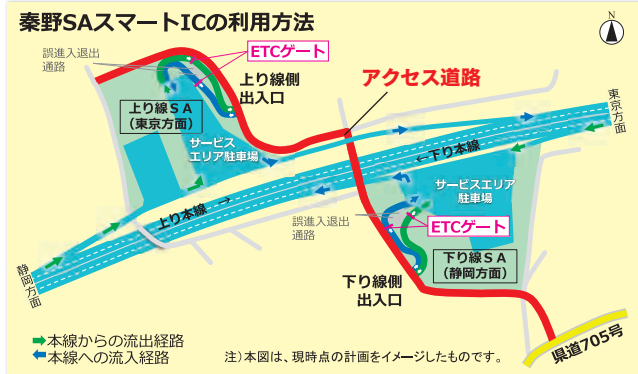 秦野SAスマートICの利用方法
N
誤進入退出
通路
ETCゲート
上り線側
出入口
アクセス道路
東京方面
上り線SA
(東京方面)
サービス
エリア駐車場
←下り本線
上り本線 →
サービスエリア
駐車場
誤進入退出
通路
ETCゲート
下り線SA
(静岡方面)
静岡方面
下り線側
出入口
県道705号
本線からの流出経路
本線への流入経路
注)本図は、現時点の計画をイメージしたものです。